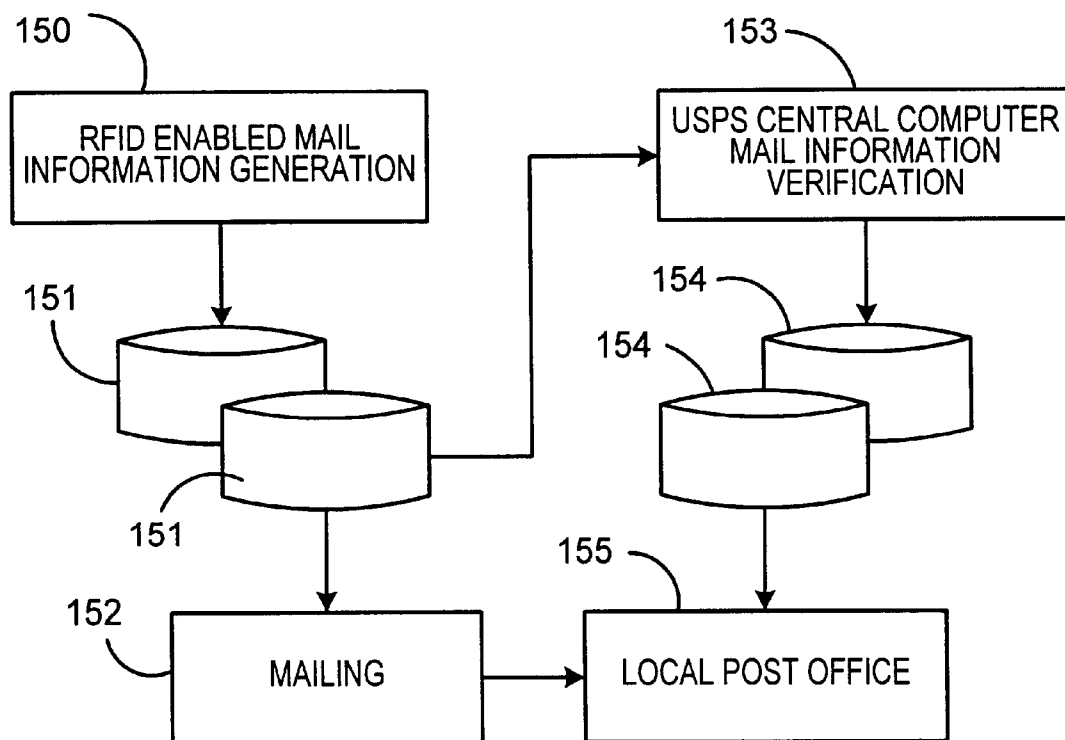 150
153
RFID ENABLED MAIL
INFORMATION GENERATION
USPS CENTRAL COMPUTER
MAIL INFORMATION
VERIFICATION
151
154
154
151
155
152
MAILING
LOCAL POST OFFICE